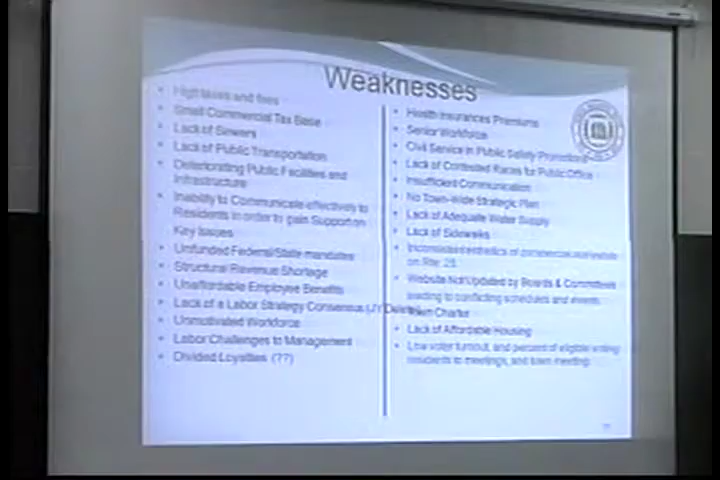 Weaknesses
High taxes and fees
Small Commercial Tax Base
Lack of Sewers
Lack of Public Transportation
Deteriorating Public Facilities and
Infrastructure
Inability to Communicate effectively to
Residents in order to gain Support on
Key Issues
Unfunded Federal/State mandates
Structural Revenue Shortage
Unaffordable Employee Benefits
Lack of a Labor Strategy Consensus (JY
Unmotivated Workforce
Labor Challenges to Management
Divided Loyalties (??)
Health Insurances Premiums
Senior Workforce
Civil Service in Public Safety Promotions
Lack of Contested Races for Public Office
Insufficient Communication
No Town-Wide Strategic Plan
Lack of Adequate Water Supply
Lack of Sidewalks
Inconsistent aesthetics of
on Rte.
Website Not Updated by Boards & Committees
leading to conflicting schedules and events
Charter
Lack of Affordable Housing
Low voter turnout, and percent of eligible voting
residents to meetings, and town meeting